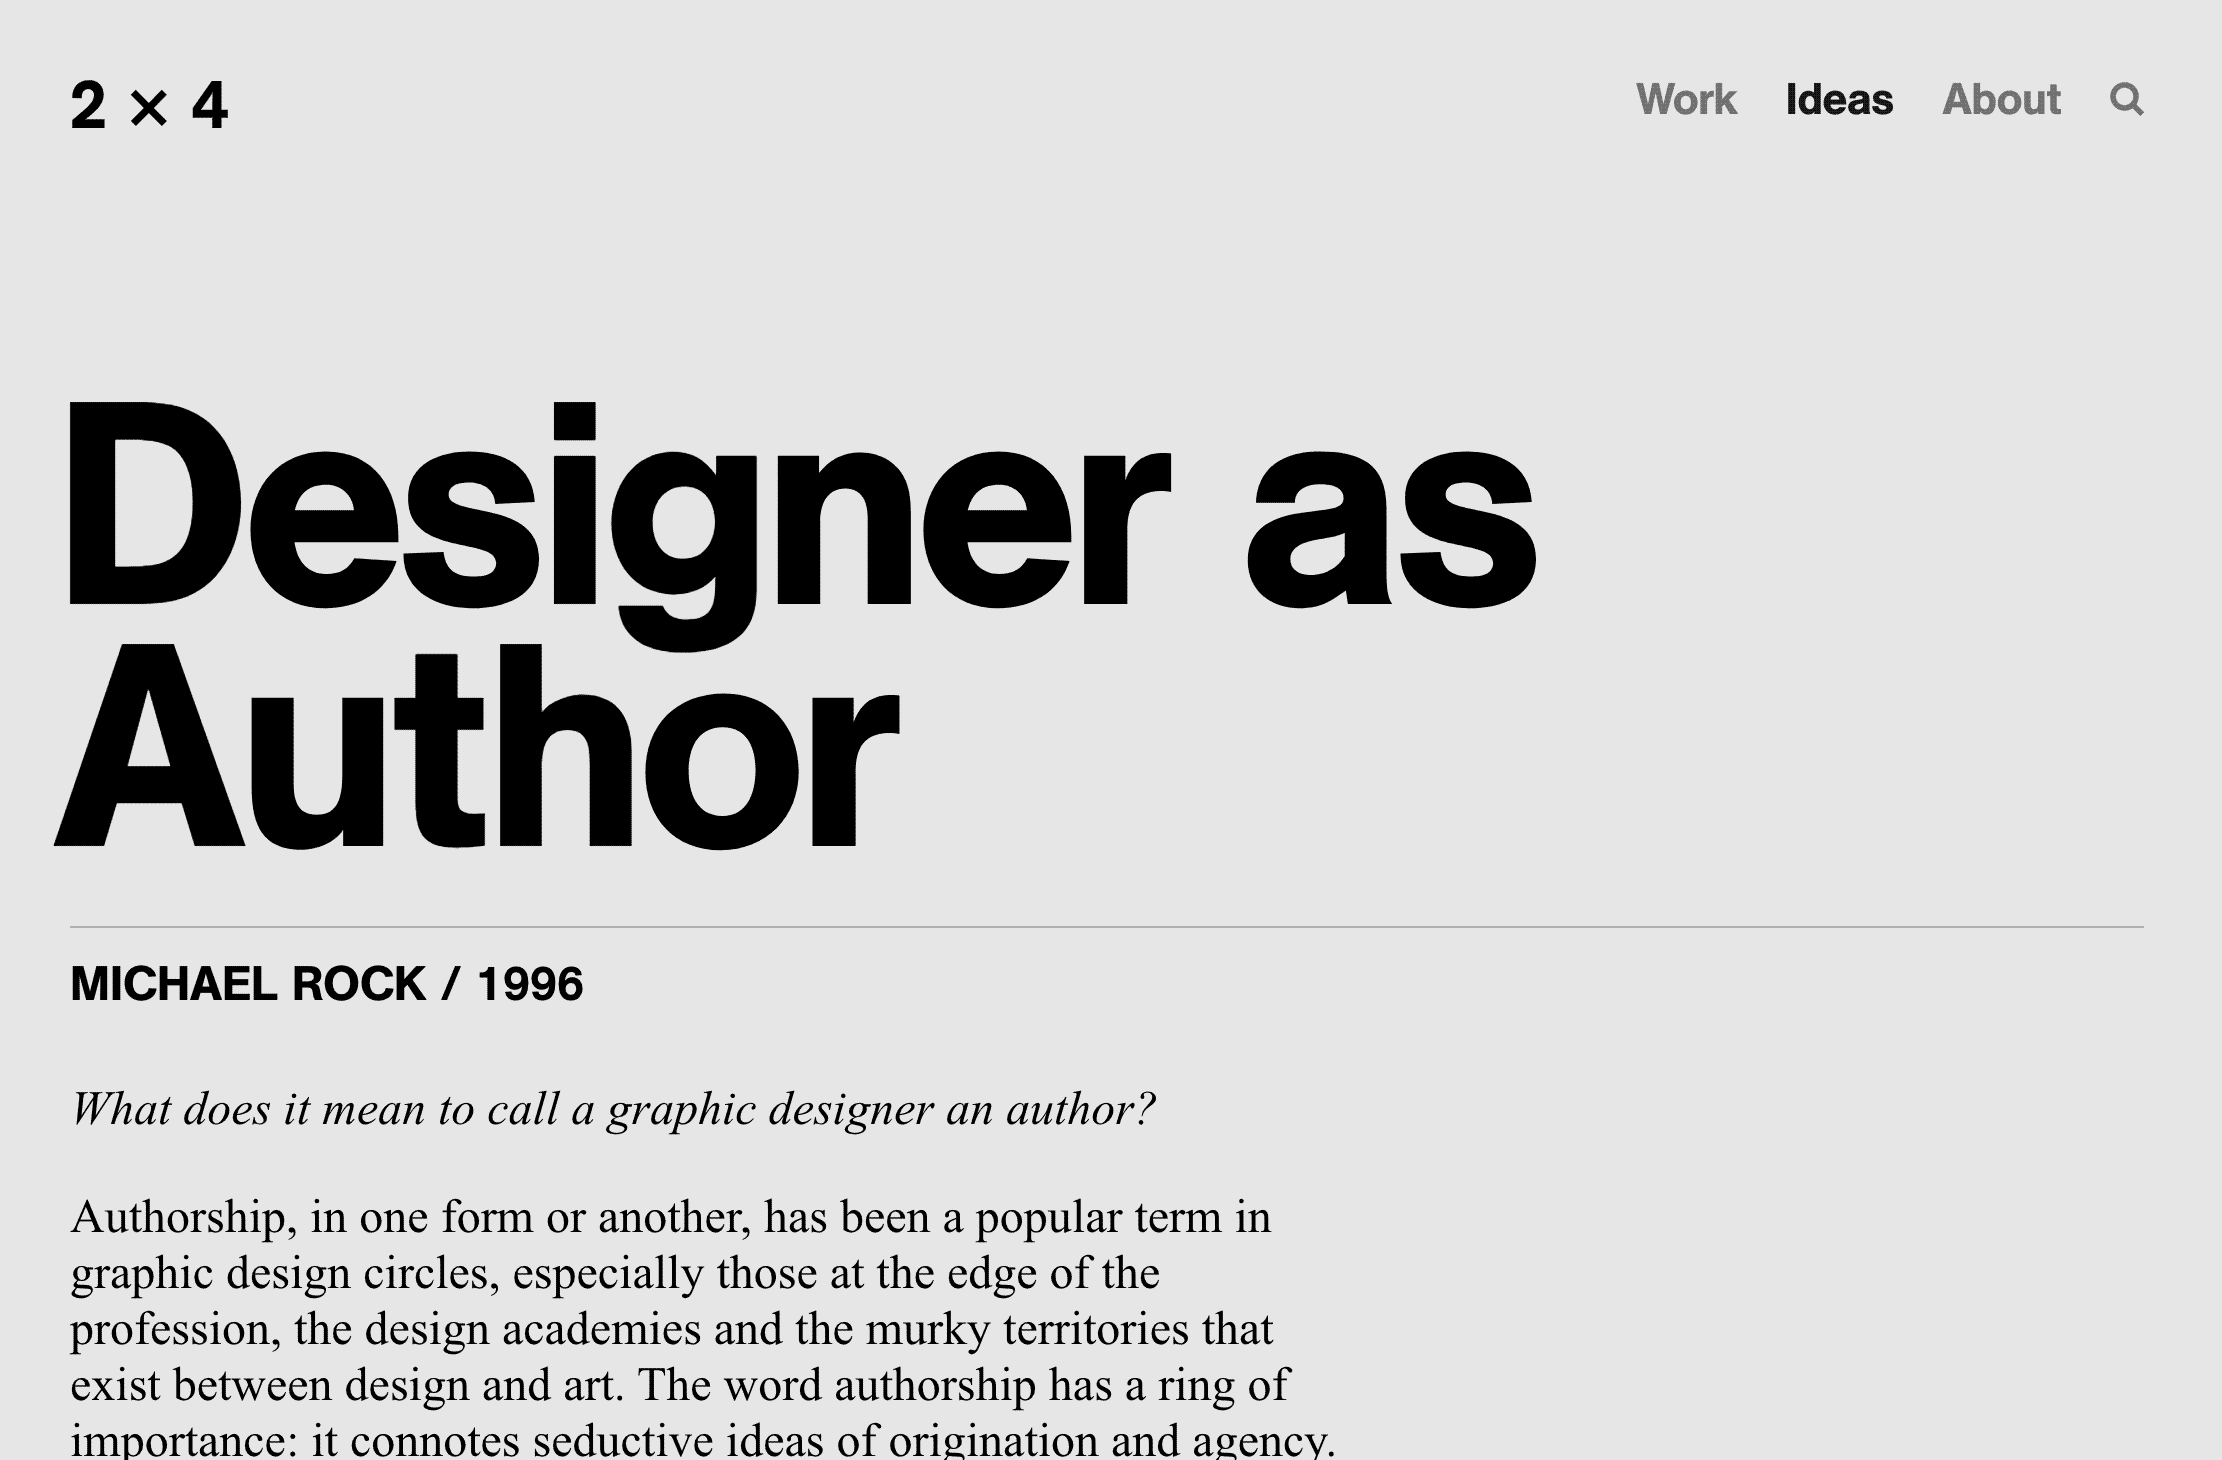 2 × 4
Work Ideas About
Designer as
Author
MICHAEL ROCK / 1996
What does it mean to call a graphic designer an author?
Authorship, in one form or another, has been a popular term in
graphic design circles, especially those at the edge of the
profession, the design academies and the murky territories that
exist between design and art. The word authorship has a ring of
importance: it connotes seductive ideas of origination and agency.